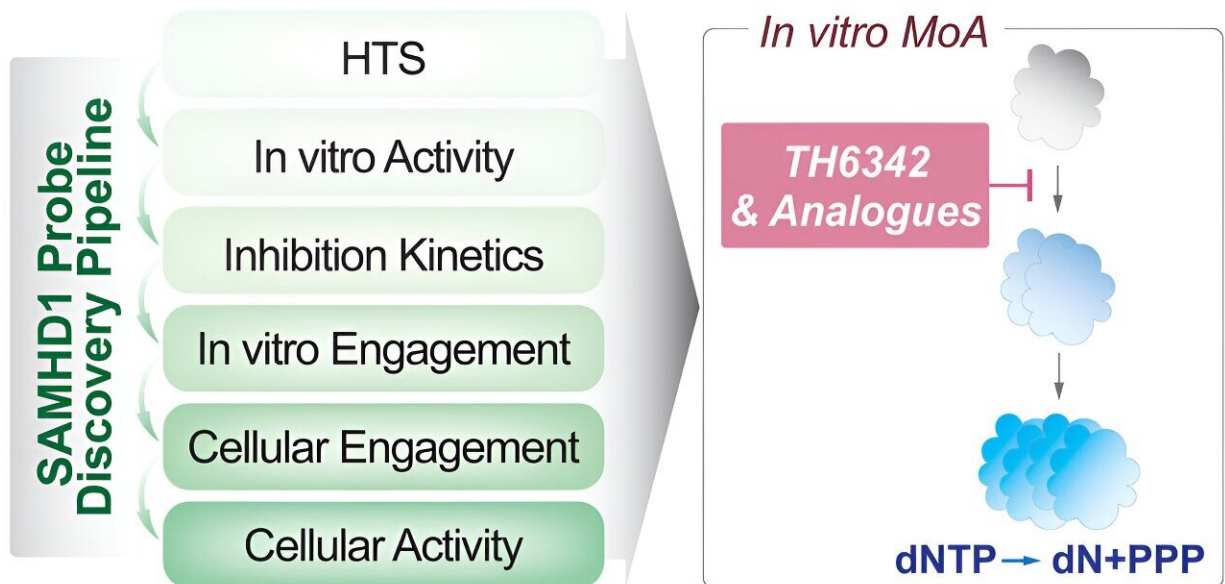 SAMHD1 Probe
Discovery Pipeline
HTS
In vitro Activity
Inhibition Kinetics
In vitro Engagement
Cellular Engagement
Cellular Activity
In vitro MoA
TH6342
& Analogues
dNTP → dN+PPP